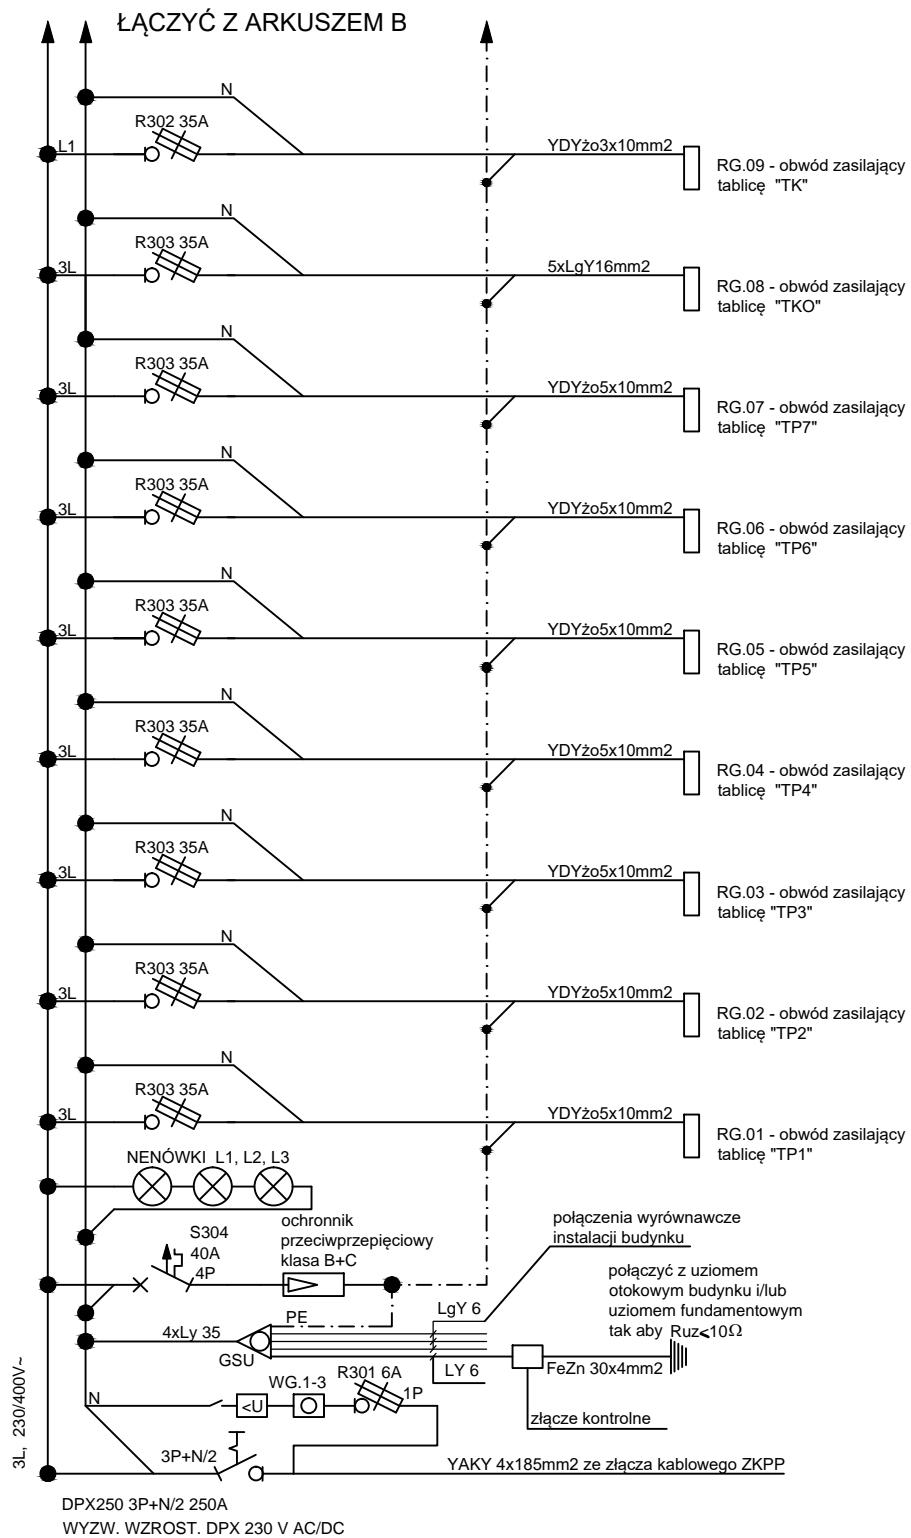 ŁĄCZYĆ Z ARKUSZEM B
N
R302 35A
L1
YDYżo3x10mm2
RG.09 - obwód zasilający
tablicę "TK"
N
R303 35A
3L
5xLgY16mm2
RG.08 - obwód zasilający
tablicę "TKO"
N
R303 35A
3L
YDYżo5x10mm2
RG.07 - obwód zasilający
tablicę "TP7"
N
R303 35A
3L
YDYżo5x10mm2
RG.06 - obwód zasilający
tablicę "TP6"
N
R303 35A
3L
YDYżo5x10mm2
RG.05 - obwód zasilający
tablicę "TP5"
N
R303 35A
3L
YDYżo5x10mm2
RG.04 - obwód zasilający
tablicę "TP4"
N
R303 35A
3L
YDYżo5x10mm2
RG.03 - obwód zasilający
tablicę "TP3"
N
R303 35A
3L
YDYżo5x10mm2
RG.02 - obwód zasilający
tablicę "TP2"
N
R303 35A
3L
YDYżo5x10mm2
RG.01 - obwód zasilający
tablicę "TP1"
NENÓWKI L1, L2, L3
S304
40A
4P
ochronnik
przeciwprzepięciowy
klasa B+C
połączenia wyrównawcze
instalacji budynku
połączyć z uziomem
otokowym budynku i/lub
uziomem fundamentowym
tak aby Ruz<10Ω
PE
LgY 6
4xLy 35
GSU
LY 6
FeZn 30x4mm2
złącze kontrolne
R301 6A
1P
WG.1-3
<U
N
3L, 230/400V~
3P+N/2
YAKY 4x185mm2 ze złącza kablowego ZKPP
DPX250 3P+N/2 250A
WYZW. WZROST. DPX 230 V AC/DC